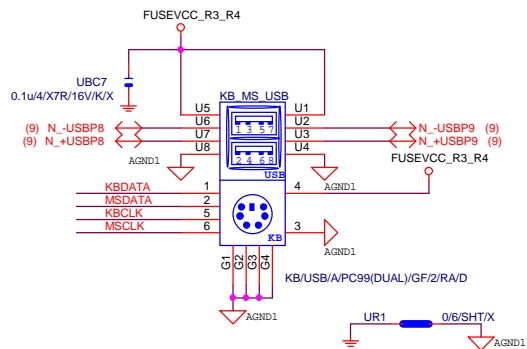 FUSEVCC_R3_R4
UBC7
0.1u/4/X7R/16V/K/X
KB_MS_USB
U5 U1
U6 U2
U7 U3
U8 U4
(9) N_-USBP8
(9) N_+USBP8
N_-USBP9 (9)
N_+USBP9 (9)
1 3 5 7
2 4 6 8
USB
AGND1
AGND1
FUSEVCC_R3_R4
KBDATA 1
MSDATA 2
KBCLK 5
MSCLK 6
4
3
KB
AGND1
G1 G2 G3 G4
KB/USB/A/PC99(DUAL)/GF/2/RA/D
AGND1
UR1 0/6/SHT/X
AGND1